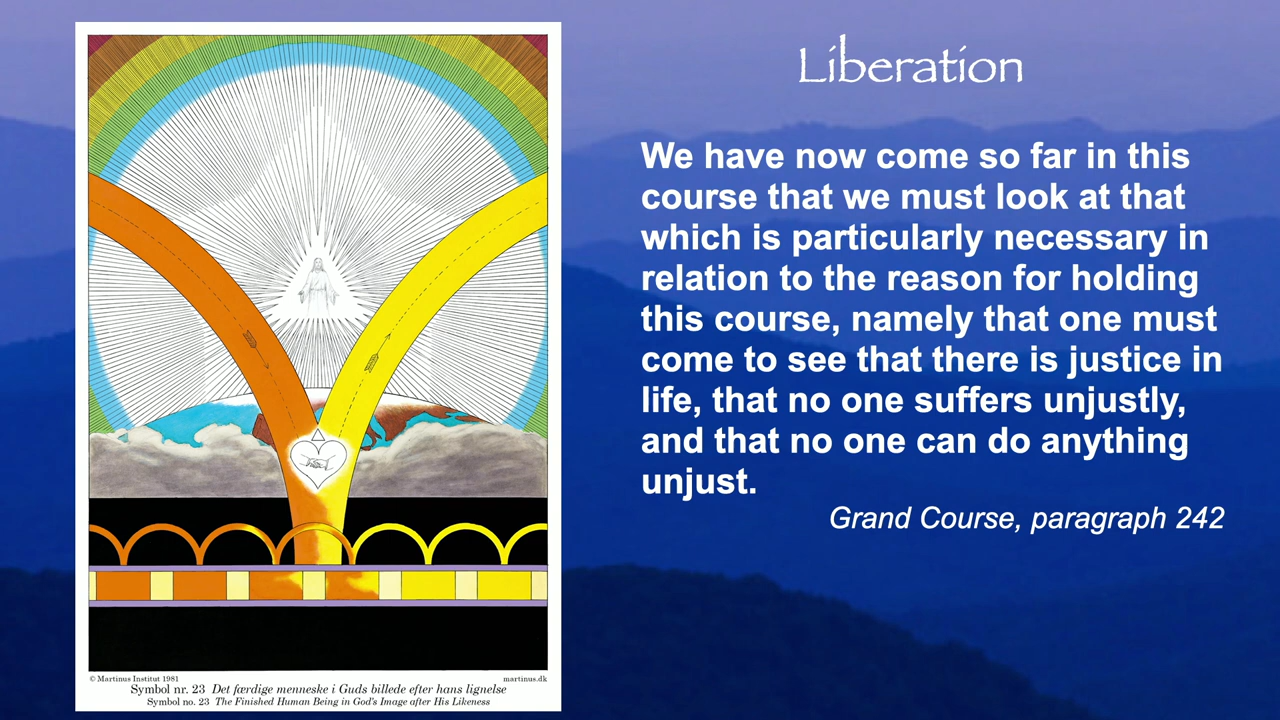 Liberation
We have now come so far in this
course that we must look at that
which is particularly necessary in
relation to the reason for holding
this course, namely that one must
come to see that there is justice in
life, that no one suffers unjustly,
and that no one can do anything
unjust.
Grand Course, paragraph 242
© Martinus Institut 1981
martinus.dk
Symbol nr. 23 Det færdige menneske i Guds billede efter hans lignelse
Symbol no. 23 The Finished Human Being in God's Image after His Likeness